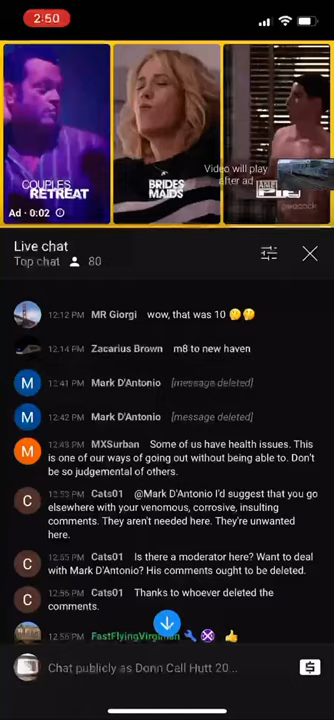 2:50
COUPLES
RETREAT
BRIDES
MAIDS
Video will play
after ad
PIE
peacock
Ad · 0:02
Live chat
Top chat 80
12:12 PM MR Giorgi wow, that was 10 🤔🤔
12:14 PM Zacarius Brown m8 to new haven
M 12:41 PM Mark D'Antonio [message deleted]
M 12:42 PM Mark D'Antonio [message deleted]
M 12:43 PM MXSurban Some of us have health issues. This
is one of our ways of going out without being able to. Don't
be so judgemental of others.
C 12:53 PM Cats01 @Mark D'Antonio I'd suggest that you go
elsewhere with your venomous, corrosive, insulting
comments. They aren't needed here. They're unwanted
here.
C 12:55 PM Cats01 Is there a moderator here? Want to deal
with Mark D'Antonio? His comments ought to be deleted.
C 12:56 PM Cats01 Thanks to whoever deleted the
comments.
12:56 PM FastFlyingVirginian 👍
Chat publicly as Donn Call Hutt 20...